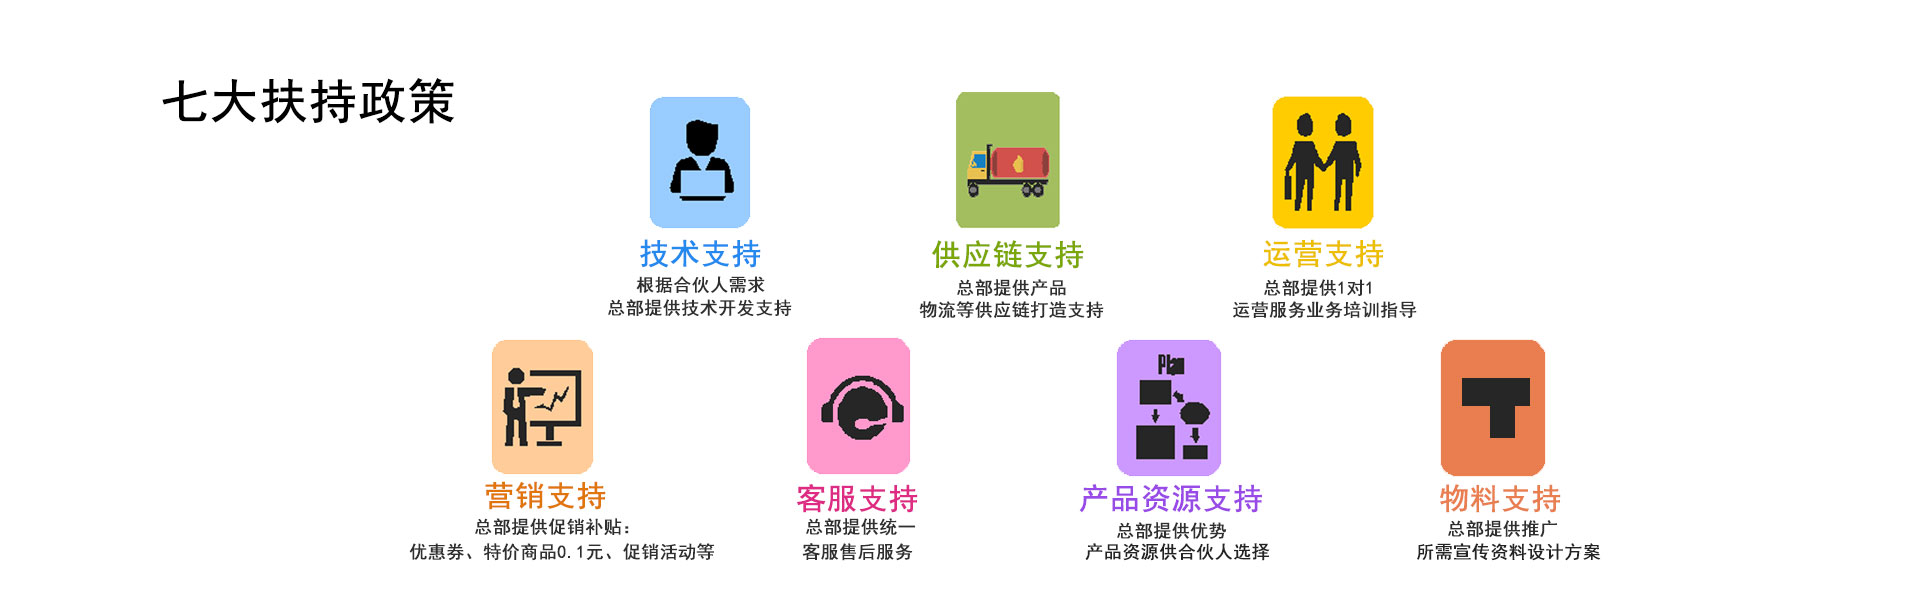 七大扶持政策
技术支持
根据合伙人需求
总部提供技术开发支持
供应链支持
总部提供产品
物流等供应链打造支持
运营支持
总部提供1对1
运营服务业务培训指导
营销支持
总部提供促销补贴：
优惠券、特价商品0.1元、促销活动等
客服支持
总部提供统一
客服售后服务
Plan
产品资源支持
总部提供优势
产品资源供合伙人选择
T
物料支持
总部提供推广
所需宣传资料设计方案